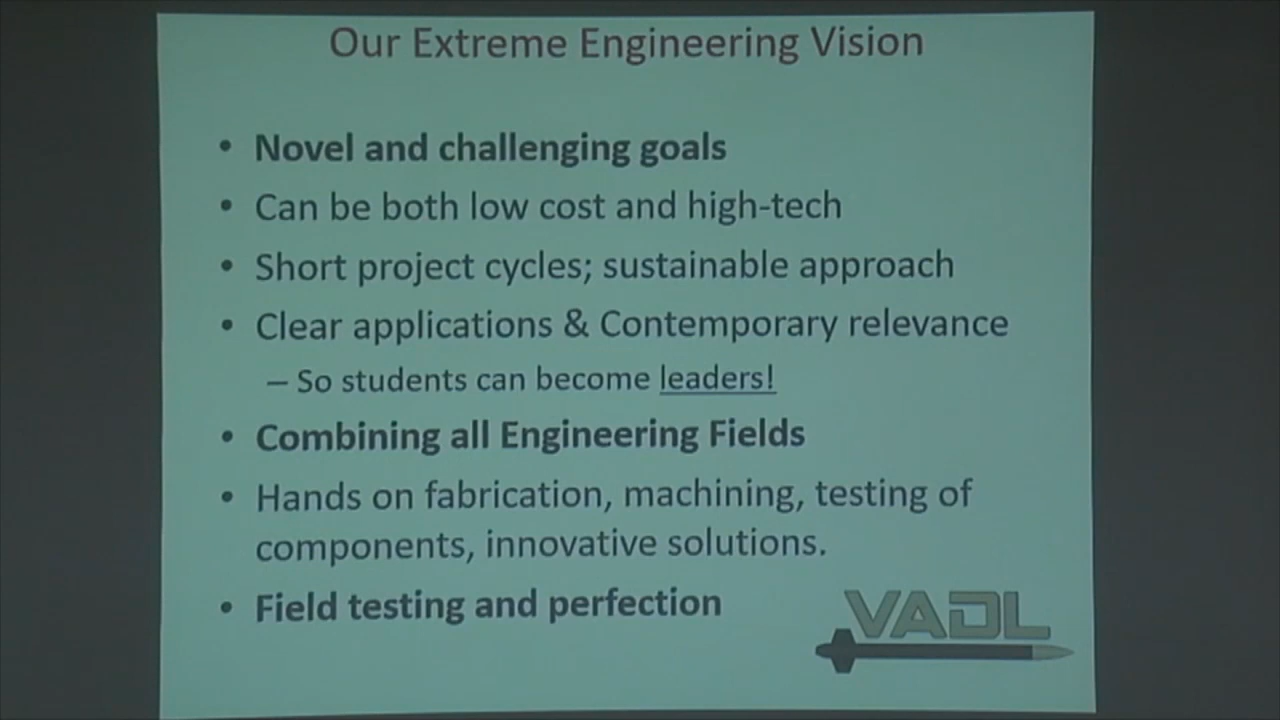 Our Extreme Engineering Vision
• Novel and challenging goals
• Can be both low cost and high-tech
• Short project cycles; sustainable approach
• Clear applications & Contemporary relevance
– So students can become leaders!
• Combining all Engineering Fields
• Hands on fabrication, machining, testing of
components, innovative solutions.
• Field testing and perfection
VADL